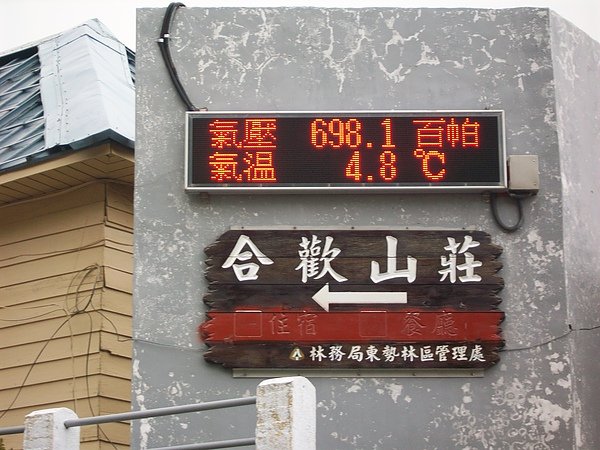 氣壓 698.1 百帕
氣溫 4.8 ℃
合歡山莊
住宿 餐廳
林務局東勢林區管理處